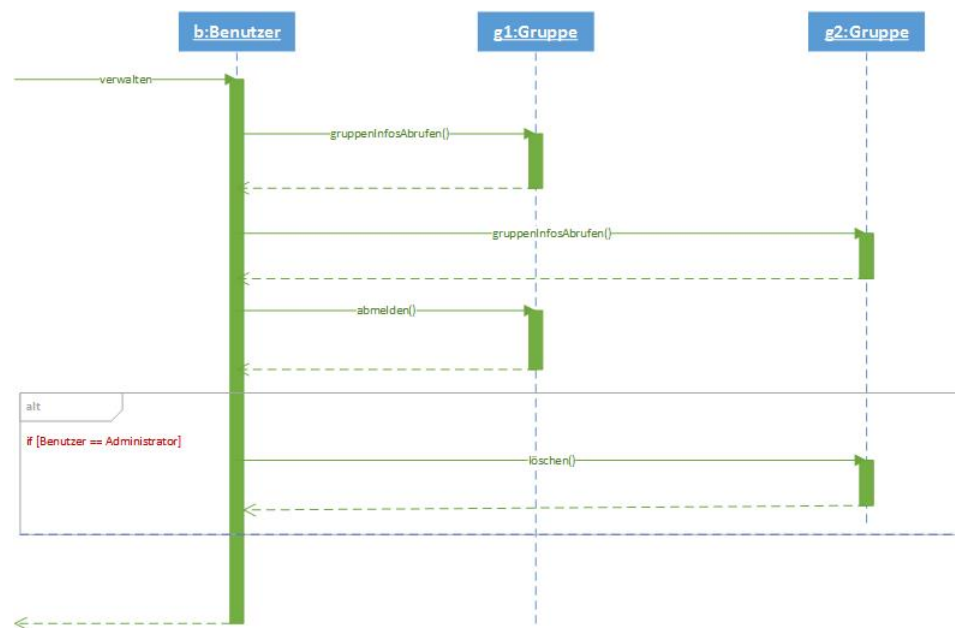 b:Benutzer
g1:Gruppe
g2:Gruppe
verwalten
gruppenInfosAbrufen()
gruppenInfosAbrufen()
abmelden()
alt
if [Benutzer == Administrator]
löschen()